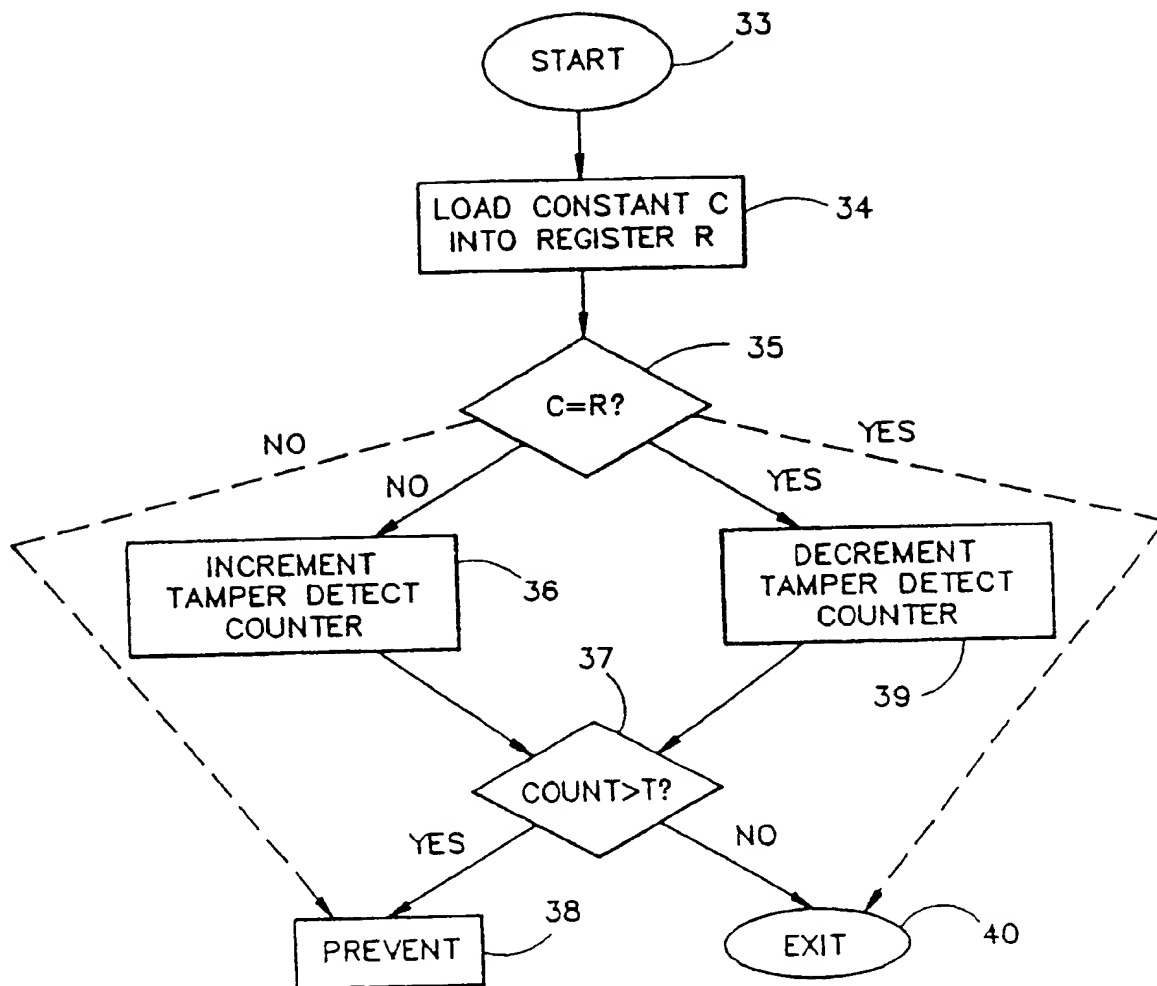 33
START
LOAD CONSTANT C
INTO REGISTER R
34
35
C=R?
NO
YES
NO
YES
INCREMENT
TAMPER DETECT
COUNTER
36
DECREMENT
TAMPER DETECT
COUNTER
37
39
COUNT>T?
YES
NO
38
PREVENT
EXIT
40